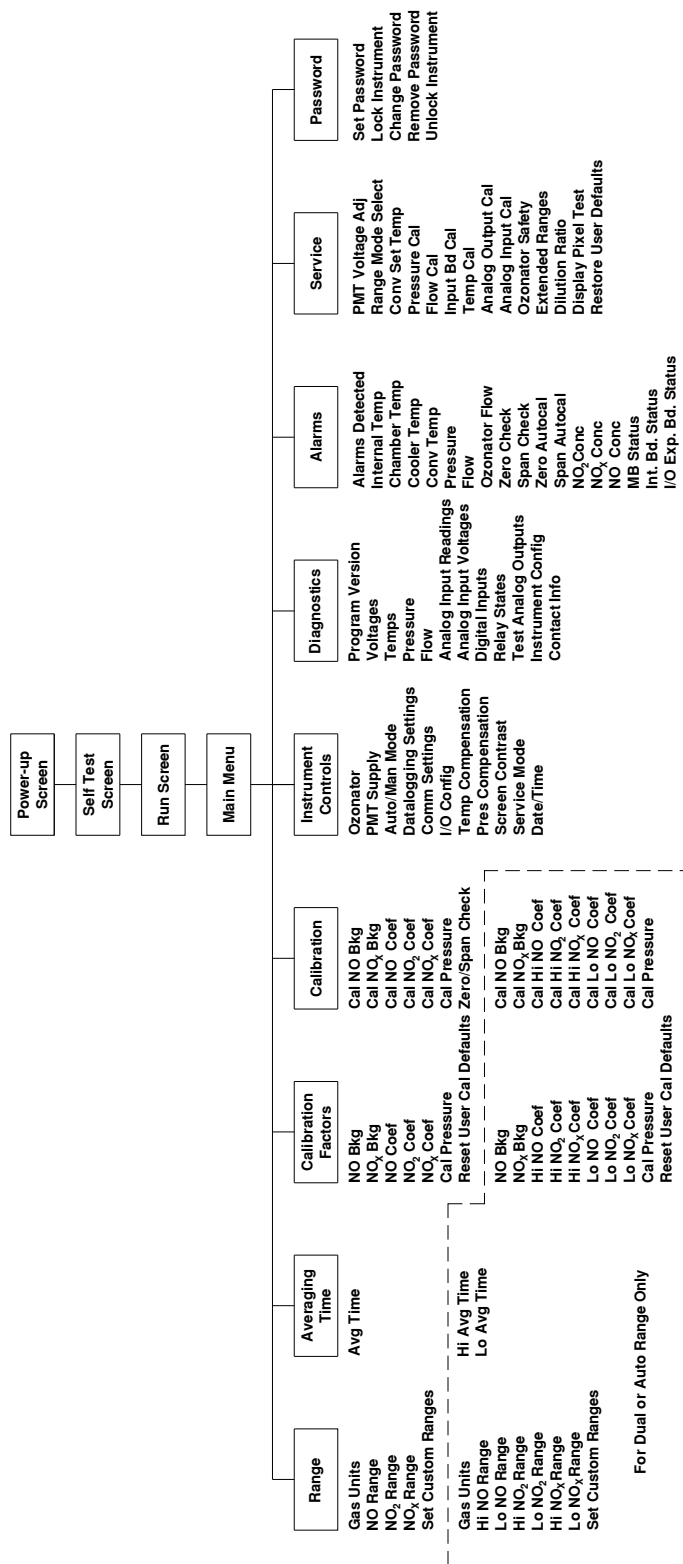 Power-up
Screen
Self Test
Screen
Run Screen
Main Menu
Range
Gas Units
NO Range
NO₂ Range
NOₓ Range
Set Custom Ranges
Averaging
Time
Avg Time
Calibration
Factors
NO Bkg
NOₓ Bkg
NO Coef
NO₂ Coef
NOₓ Coef
Cal Pressure
Reset User Cal Defaults
Calibration
Cal NO Bkg
Cal NOₓ Bkg
Cal NO Coef
Cal NO₂ Coef
Cal NOₓ Coef
Cal Pressure
Zero/Span Check
Instrument
Controls
Ozonator
PMT Supply
Auto/Man Mode
Datalogging Settings
Comm Settings
I/O Config
Temp Compensation
Pres Compensation
Screen Contrast
Service Mode
Date/Time
Diagnostics
Program Version
Voltages
Temps
Pressure
Flow
Analog Input Readings
Analog Input Voltages
Digital Inputs
Relay States
Test Analog Outputs
Instrument Config
Contact Info
Alarms
Alarms Detected
Internal Temp
Chamber Temp
Cooler Temp
Conv Temp
Pressure
Flow
Ozonator Flow
Zero Check
Span Check
Zero Autocal
Span Autocal
NO₂ Conc
NOₓ Conc
NO Conc
MB Status
Int. Bd. Status
I/O Exp. Bd. Status
Service
PMT Voltage Adj
Range Mode Select
Conv Set Temp
Pressure Cal
Flow Cal
Input Bd Cal
Temp Cal
Analog Output Cal
Analog Input Cal
Ozonator Safety
Extended Ranges
Dilution Ratio
Display Pixel Test
Restore User Defaults
Password
Set Password
Lock Instrument
Change Password
Remove Password
Unlock Instrument
Gas Units
Hi NO Range
Lo NO Range
Hi NO₂ Range
Lo NO₂ Range
Hi NOₓ Range
Lo NOₓ Range
Set Custom Ranges
Hi Avg Time
Lo Avg Time
NO Bkg
NOₓ Bkg
Hi NO Coef
Hi NO₂ Coef
Hi NOₓ Coef
Lo NO Coef
Lo NO₂ Coef
Lo NOₓ Coef
Cal Pressure
Reset User Cal Defaults
Cal NO Bkg
Cal NOₓ Bkg
Cal Hi NO Coef
Cal Hi NO₂ Coef
Cal Hi NOₓ Coef
Cal Lo NO Coef
Cal Lo NO₂ Coef
Cal Lo NOₓ Coef
Cal Pressure
For Dual or Auto Range Only